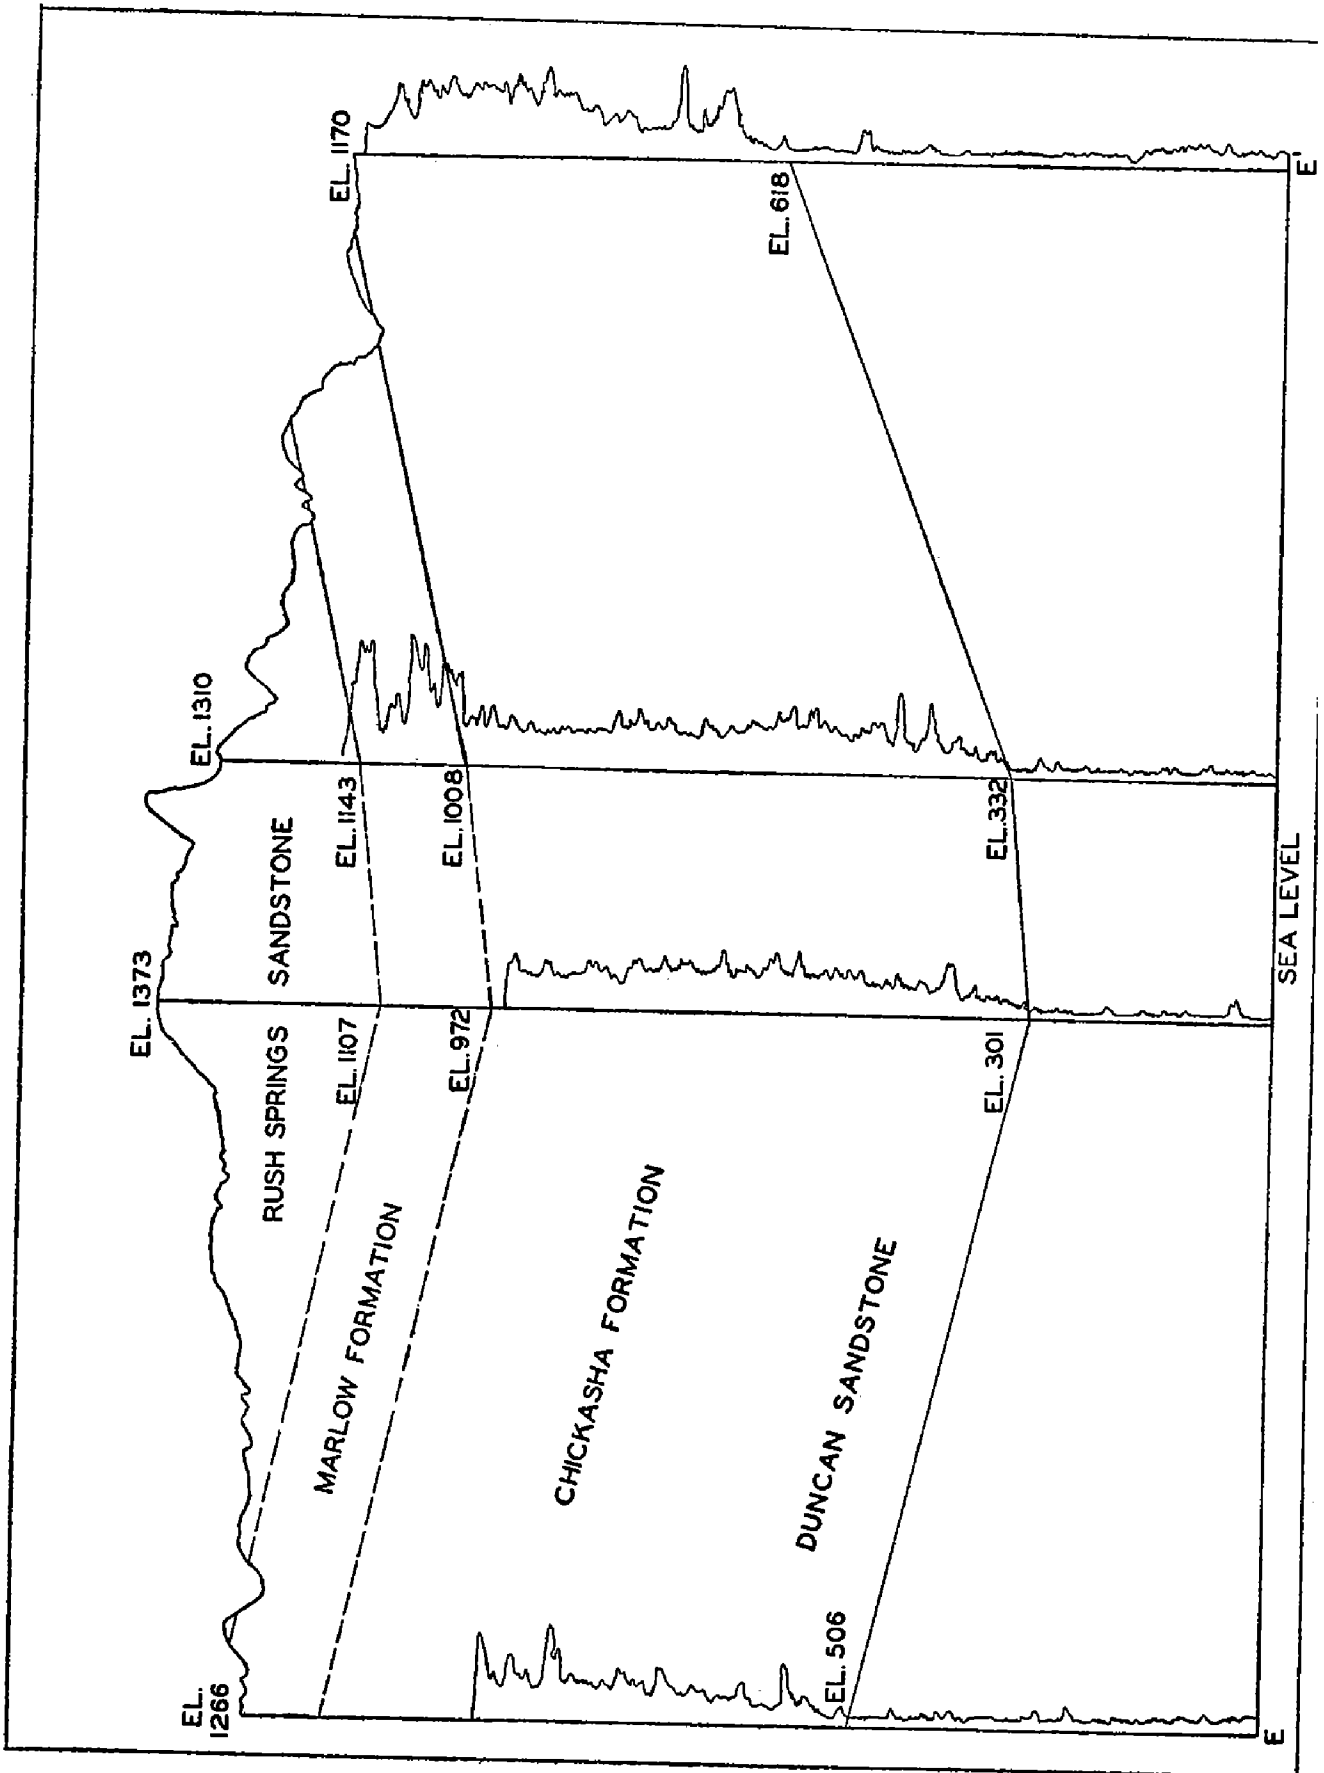 EL.
1266
EL. 1373
EL. 1310
EL. 1170
RUSH SPRINGS SANDSTONE
EL. 1107
EL. 1143
MARLOW FORMATION
EL. 972
EL. 1008
CHICKASHA FORMATION
EL. 618
DUNCAN SANDSTONE
EL. 506
EL. 301
EL. 332
E
SEA LEVEL
E'